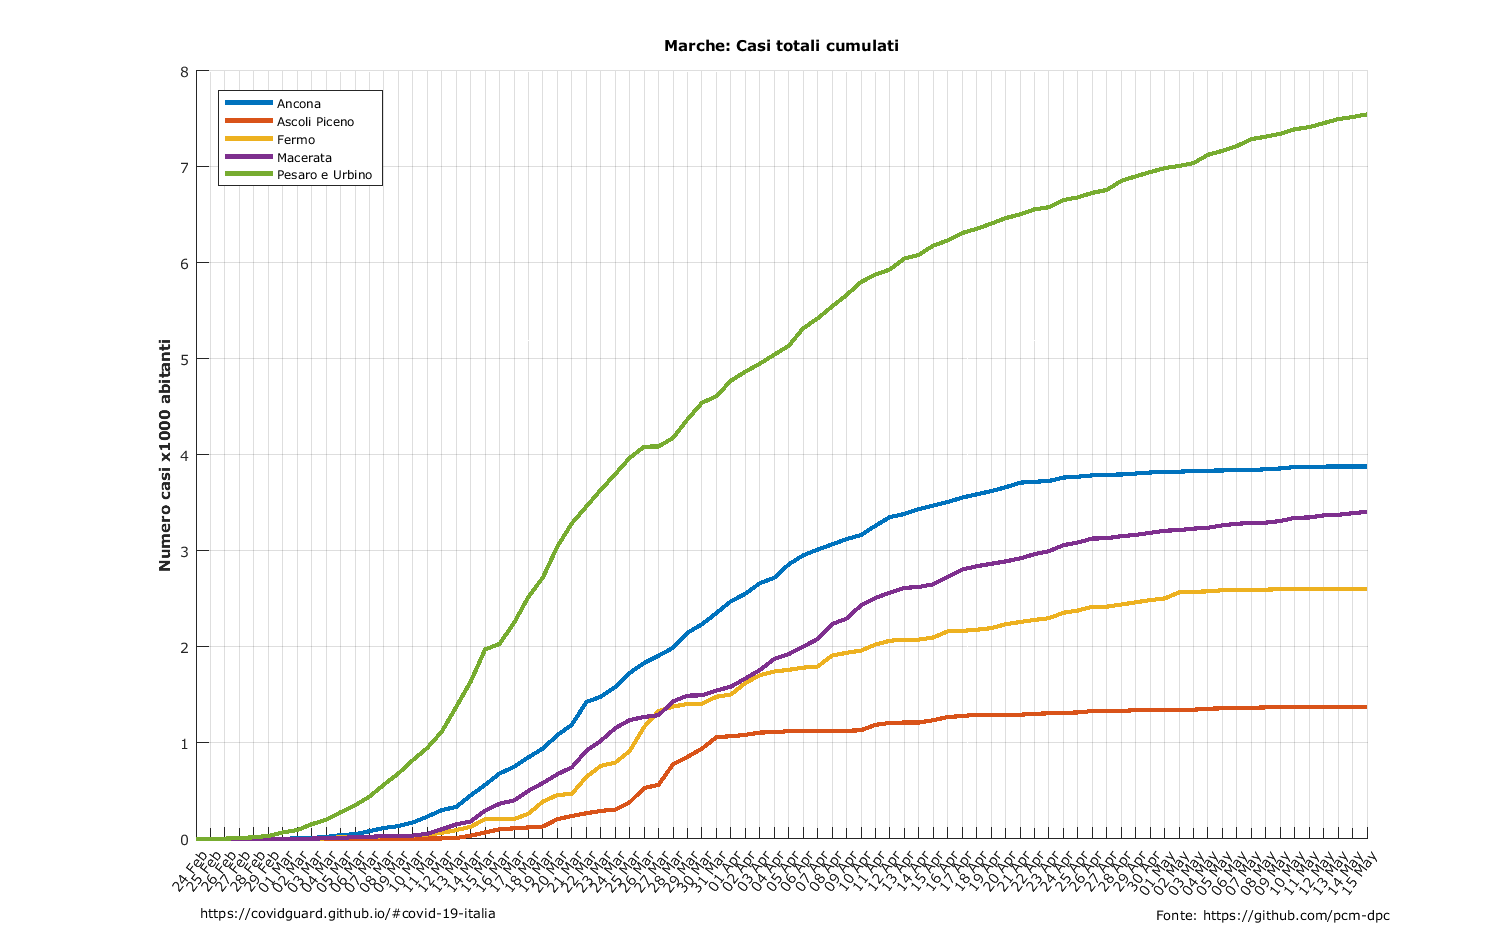 Marche: Casi totali cumulati
8
7
6
5
4
3
2
1
0
Numero casi x1000 abitanti
Ancona
Ascoli Piceno
Fermo
Macerata
Pesaro e Urbino
24 Feb
25 Feb
26 Feb
27 Feb
28 Feb
29 Feb
01 Mar
02 Mar
03 Mar
04 Mar
05 Mar
06 Mar
07 Mar
08 Mar
09 Mar
10 Mar
11 Mar
12 Mar
13 Mar
14 Mar
15 Mar
16 Mar
17 Mar
18 Mar
19 Mar
20 Mar
21 Mar
22 Mar
23 Mar
24 Mar
25 Mar
26 Mar
27 Mar
28 Mar
29 Mar
30 Mar
31 Mar
01 Apr
02 Apr
03 Apr
04 Apr
05 Apr
06 Apr
07 Apr
08 Apr
09 Apr
10 Apr
11 Apr
12 Apr
13 Apr
14 Apr
15 Apr
16 Apr
17 Apr
18 Apr
19 Apr
20 Apr
21 Apr
22 Apr
23 Apr
24 Apr
25 Apr
26 Apr
27 Apr
28 Apr
29 Apr
30 Apr
01 May
02 May
03 May
04 May
05 May
06 May
07 May
08 May
09 May
10 May
11 May
12 May
13 May
14 May
15 May
https://covidguard.github.io/#covid-19-italia
Fonte: https://github.com/pcm-dpc